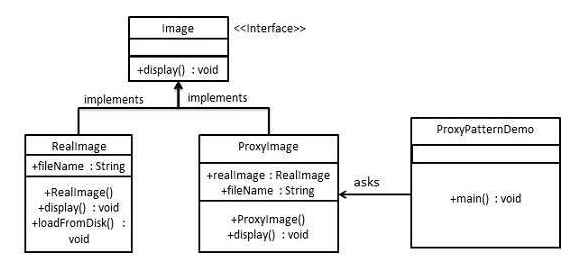 Image
<<Interface>>
+display() : void
implements
implements
RealImage
+fileName : String
+RealImage()
+display() : void
+loadFromDisk() :
void
ProxyImage
+realImage : RealImage
+fileName : String
+ProxyImage()
+display() : void
asks
ProxyPatternDemo
+main() : void